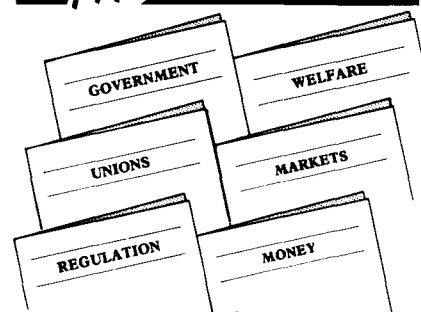 GOVERNMENT
WELFARE
UNIONS
MARKETS
REGULATION
MONEY